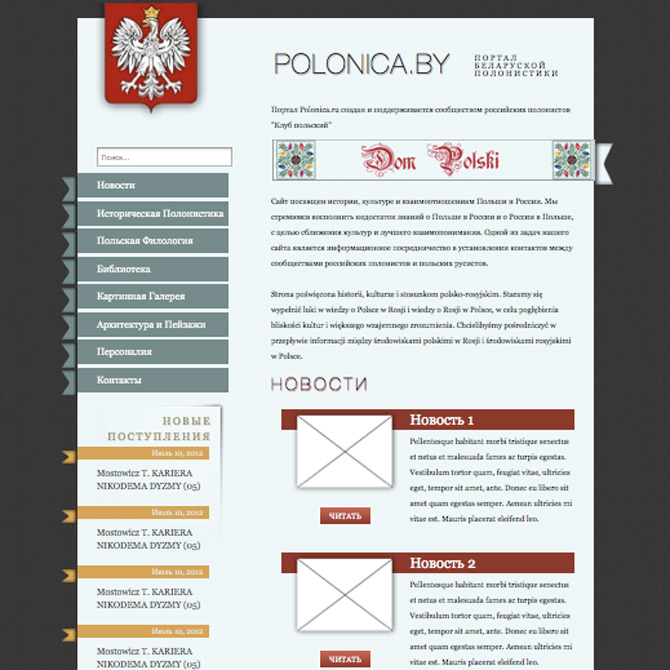 POLONICA.BY
ПОРТАЛ
БЕЛАРУСКОЙ
ПОЛОНИСТИКИ
Поиск...
Новости
Историческая Полонистика
Польская Филология
Библиотека
Картинная Галерея
Архитектура и Пейзажи
Персоналия
Контакты
НОВЫЕ
ПОСТУПЛЕНИЯ
Июль 10, 2012
Mostowicz T. KARIERA
NIKODEMA DYZMY (05)
Июль 10, 2012
Mostowicz T. KARIERA
NIKODEMA DYZMY (05)
Июль 10, 2012
Mostowicz T. KARIERA
NIKODEMA DYZMY (05)
Июль 10, 2012
Mostowicz T. KARIERA
NIKODEMA DYZMY (05)
Портал Polonica.ru создан и поддерживается сообществом российских полонистов
"Клуб польский"
Dom Polski
Сайт посвящен истории, культуре и взаимоотношениям Польши и России. Мы
стремимся восполнить недостаток знаний о Польше в России и о России в Польше,
с целью сближения культур и лучшего взаимопонимания. Одной из задач нашего
сайта является информационное посредничество в установлении контактов между
сообществами российских полонистов и польских русистов.
Strona poświęcona historii, kulturze i stosunkom polsko-rosyjskim. Staramy się
wypełnić luki w wiedzy o Polsce w Rosji i wiedzy o Rosji w Polsce, w celu pogłębienia
bliskości kultur i większego wzajemnego zrozumienia. Chcielibyśmy pośredniczyć w
przepływie informacji między środowiskami polskimi w Rosji i środowiskami rosyjskimi
w Polsce.
НОВОСТИ
Новость 1
Pellentesque habitant morbi tristique senectus
et netus et malesuada fames ac turpis egestas.
Vestibulum tortor quam, feugiat vitae, ultricies
eget, tempor sit amet, ante. Donec eu libero sit
amet quam egestas semper. Aenean ultricies mi
vitae est. Mauris placerat eleifend leo.
ЧИТАТЬ
Новость 2
Pellentesque habitant morbi tristique senectus
et netus et malesuada fames ac turpis egestas.
Vestibulum tortor quam, feugiat vitae, ultricies
eget, tempor sit amet, ante. Donec eu libero sit
amet quam egestas semper. Aenean ultricies mi
vitae est. Mauris placerat eleifend leo.
ЧИТАТЬ